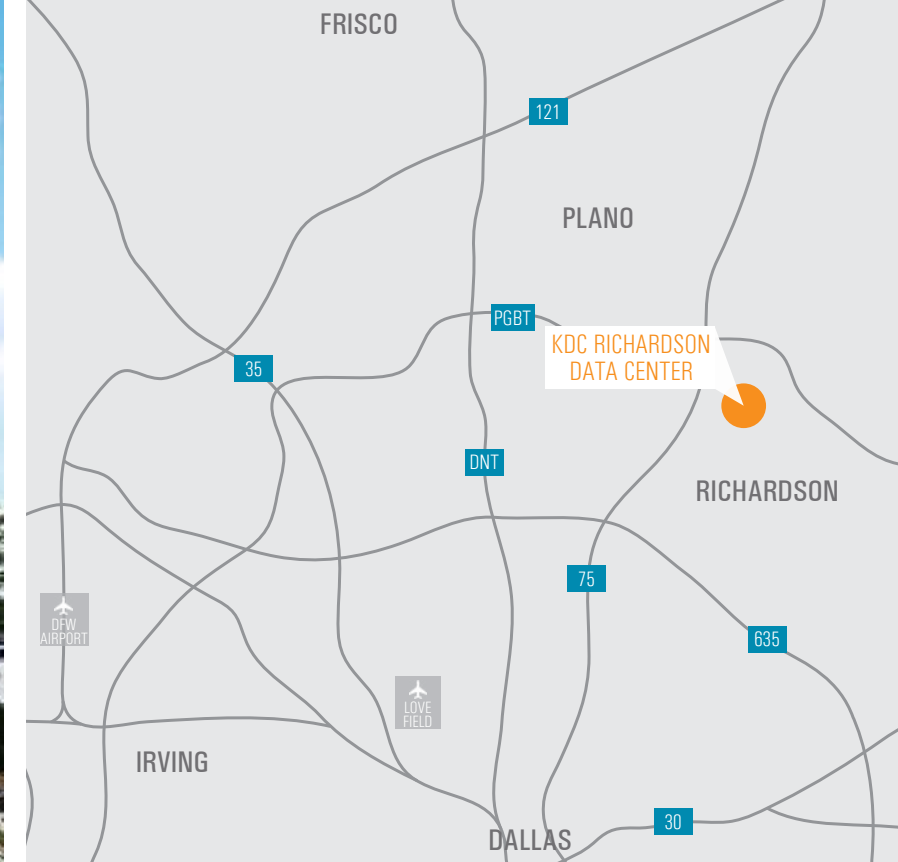 FRISCO
121
PLANO
PGBT
KDC RICHARDSON
DATA CENTER
35
DNT
RICHARDSON
75
DFW
AIRPORT
635
LOVE
FIELD
IRVING
30
DALLAS